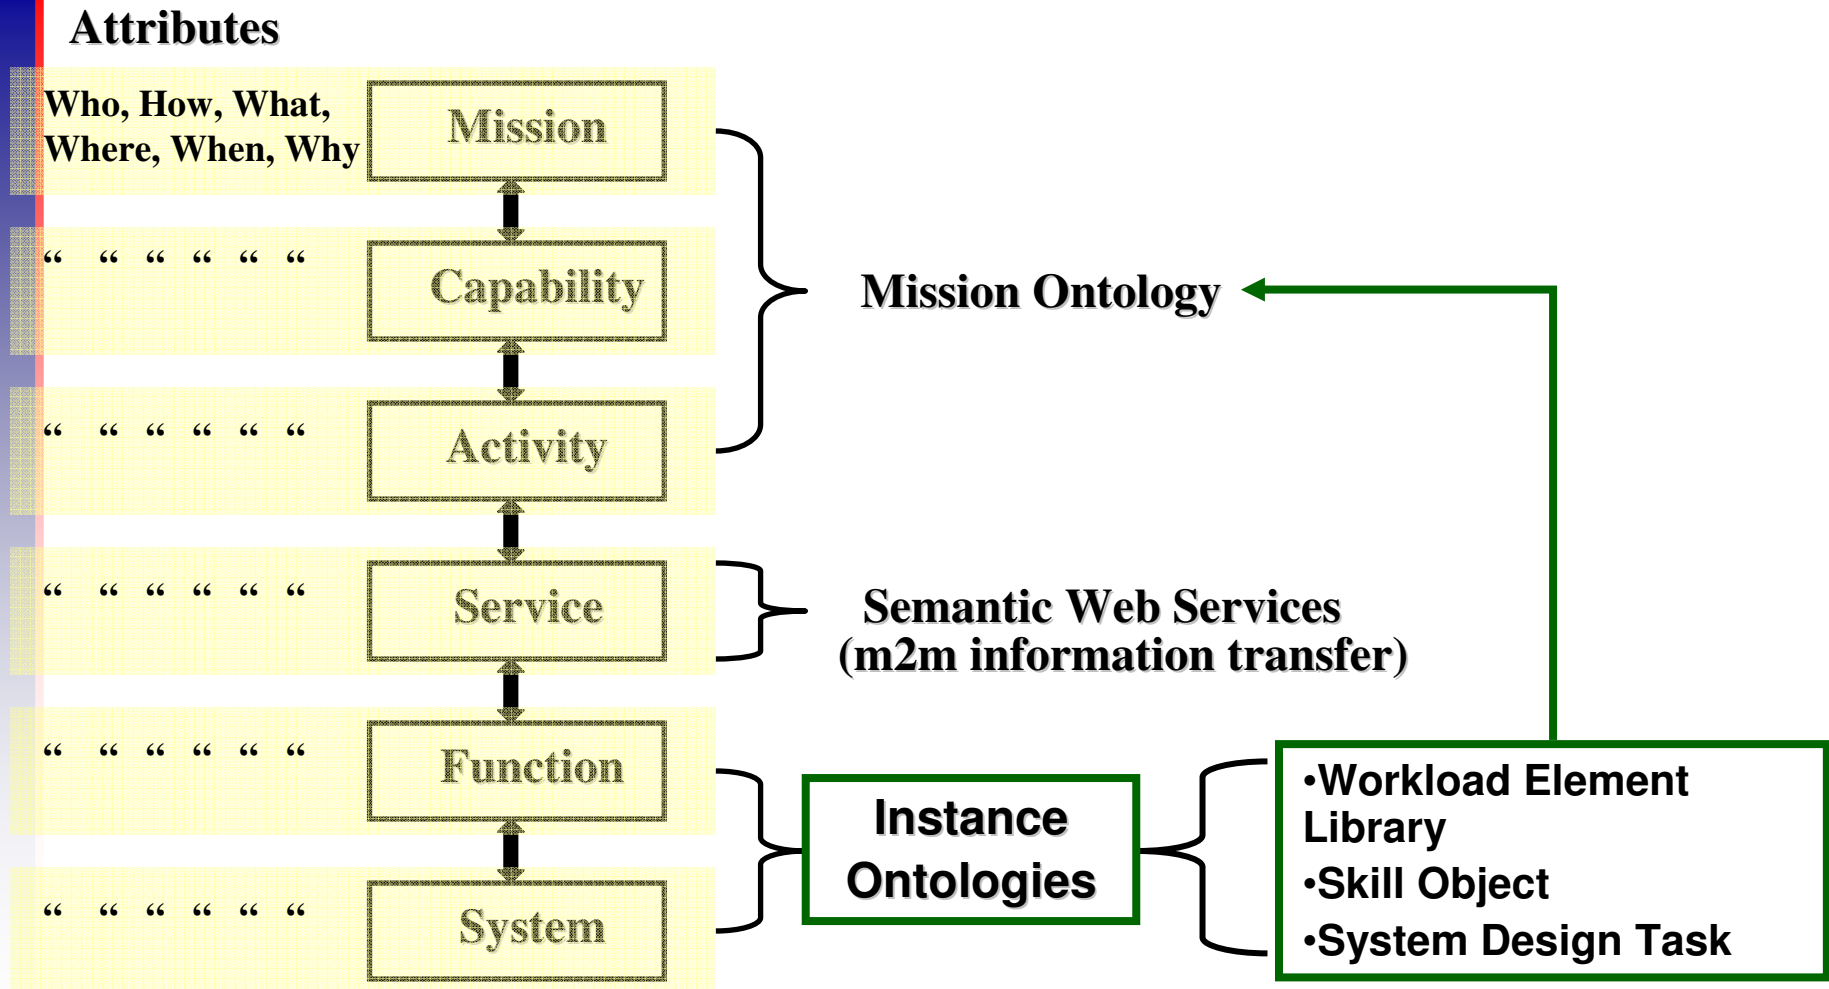 Attributes
Who, How, What,
Where, When, Why
Mission
“ “ “ “ “ “
Capability
Mission Ontology
“ “ “ “ “ “
Activity
“ “ “ “ “ “
Service
Semantic Web Services
(m2m information transfer)
“ “ “ “ “ “
Function
“ “ “ “ “ “
System
Instance
Ontologies
•Workload Element
Library
•Skill Object
•System Design Task